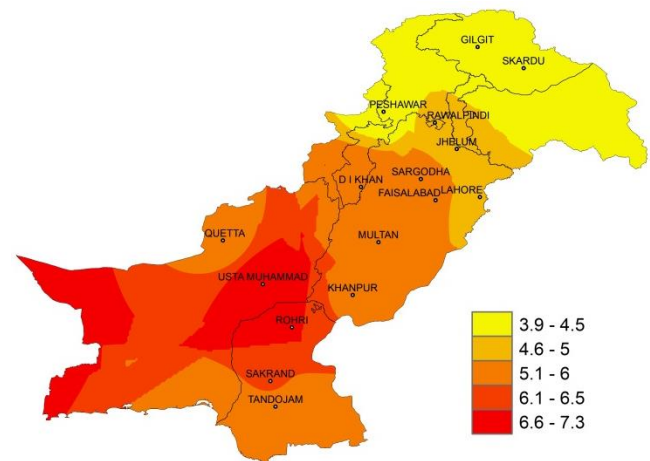 GILGIT
SKARDU
PESHAWAR
RAWALPINDI
JHELUM
SARGODHA
D I KHAN
FAISALABAD
LAHORE
QUETTA
MULTAN
USTA MUHAMMAD
KHANPUR
ROHRI
SAKRAND
TANDOJAM
3.9 - 4.5
4.6 - 5
5.1 - 6
6.1 - 6.5
6.6 - 7.3